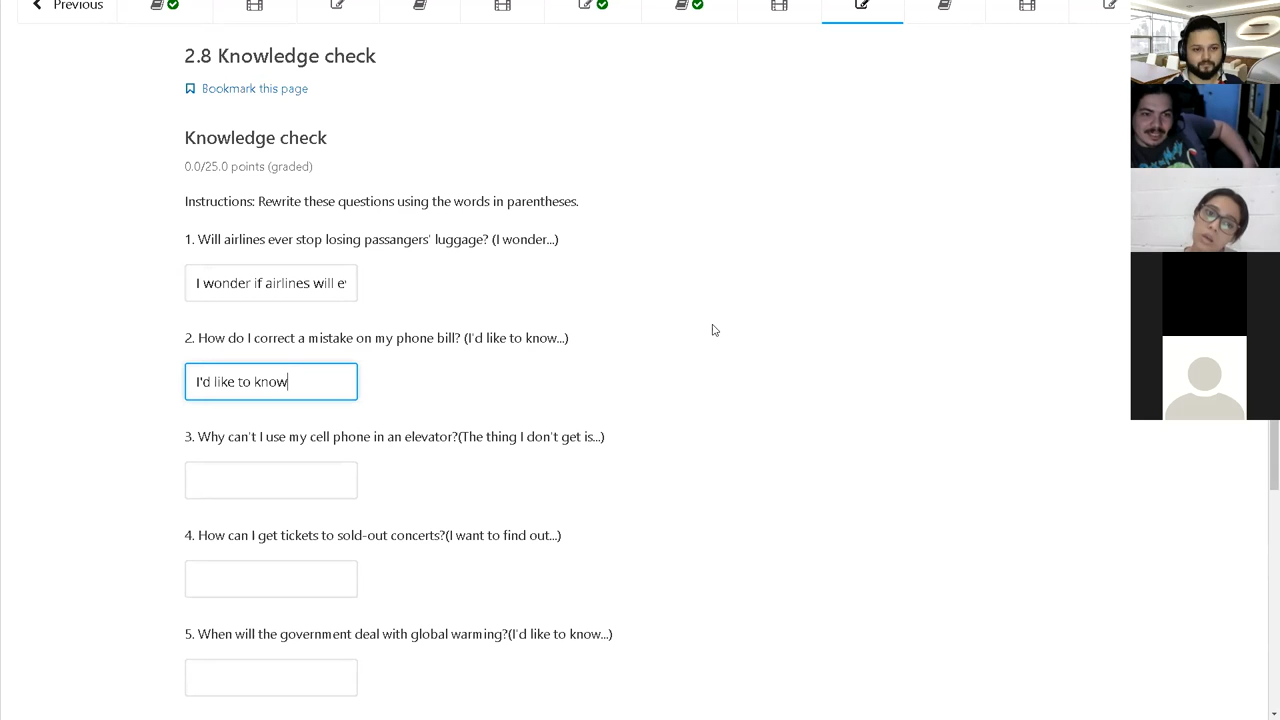 Previous
2.8 Knowledge check
Bookmark this page
Knowledge check
0.0/25.0 points (graded)
Instructions: Rewrite these questions using the words in parentheses.
1. Will airlines ever stop losing passangers' luggage? (I wonder...)
I wonder if airlines will e
2. How do I correct a mistake on my phone bill? (I'd like to know...)
I'd like to know
3. Why can't I use my cell phone in an elevator?(The thing I don't get is...)
4. How can I get tickets to sold-out concerts?(I want to find out...)
5. When will the government deal with global warming?(I'd like to know...)